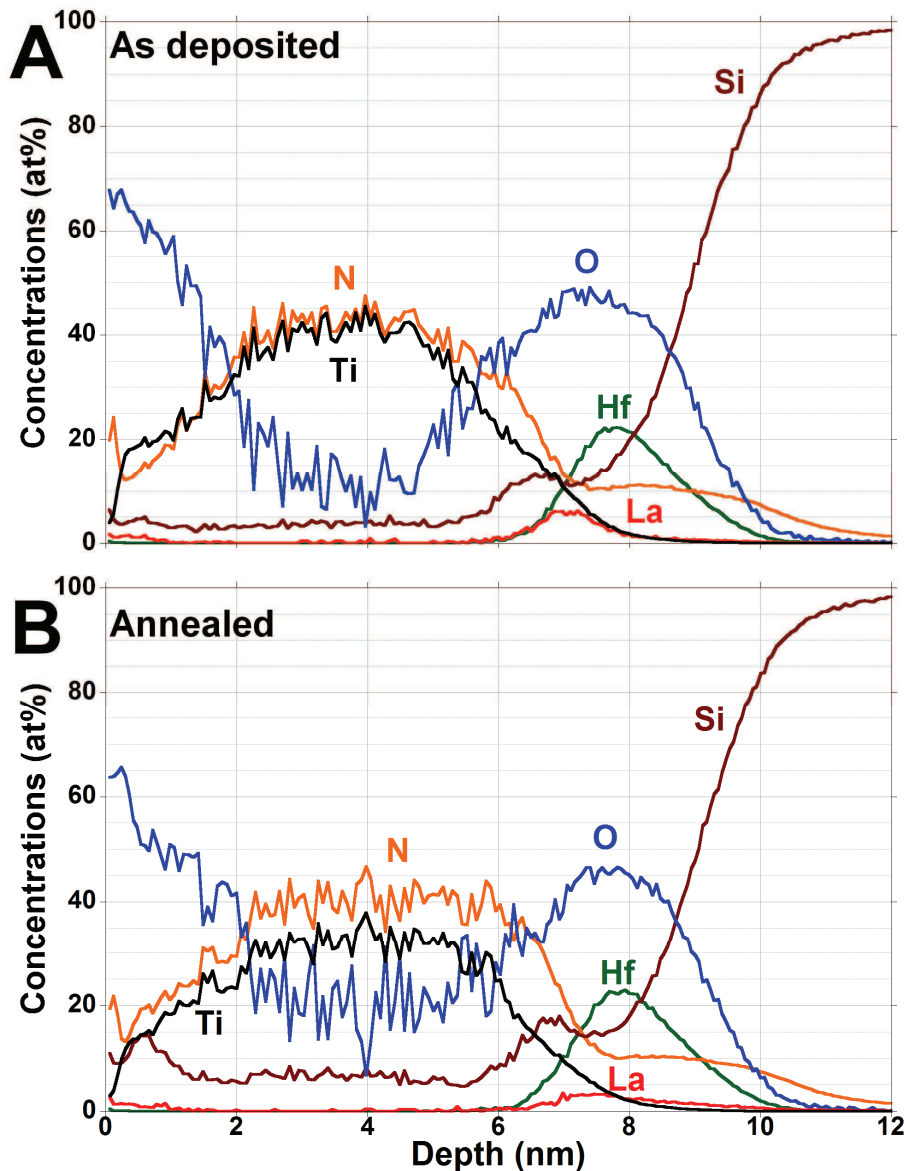 A
As deposited
Concentrations (at%)
100
80
60
40
20
0
Si
N
O
Ti
Hf
La
B
Annealed
Concentrations (at%)
100
80
60
40
20
0
Si
N
O
Ti
Hf
La
0 2 4 6 8 10 12
Depth (nm)